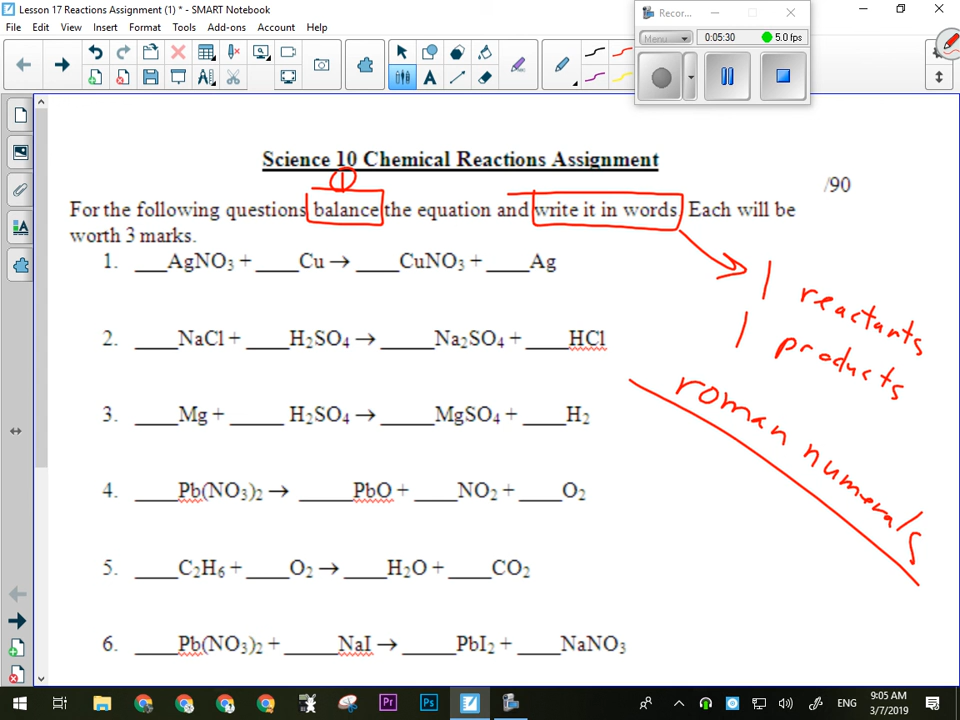 Lesson 17 Reactions Assignment (1) * - SMART Notebook
Recor...
File Edit View Insert Format Tools Add-ons Account Help
Menu
0:05:30
5.0 fps
Science 10 Chemical Reactions Assignment
1
/90
For the following questions balance the equation and write it in words. Each will be
worth 3 marks.
1. ___AgNO₃ + ____Cu → ____CuNO₃ + ____Ag
1 reactants
2. ____NaCl + ____H₂SO₄ → _____Na₂SO₄ + ____HCl
1 products
roman numerals
3. ____Mg + _____ H₂SO₄ → _____MgSO₄ + ____H₂
4. ____Pb(NO₃)₂ → _____PbO + ____NO₂ + ____O₂
5. ____C₂H₆ + ____O₂ → ____H₂O + ____CO₂
6. ____Pb(NO₃)₂ + _____NaI → _____PbI₂ + ____NaNO₃
Pr Ps
ENG
9:05 AM
3/7/2019